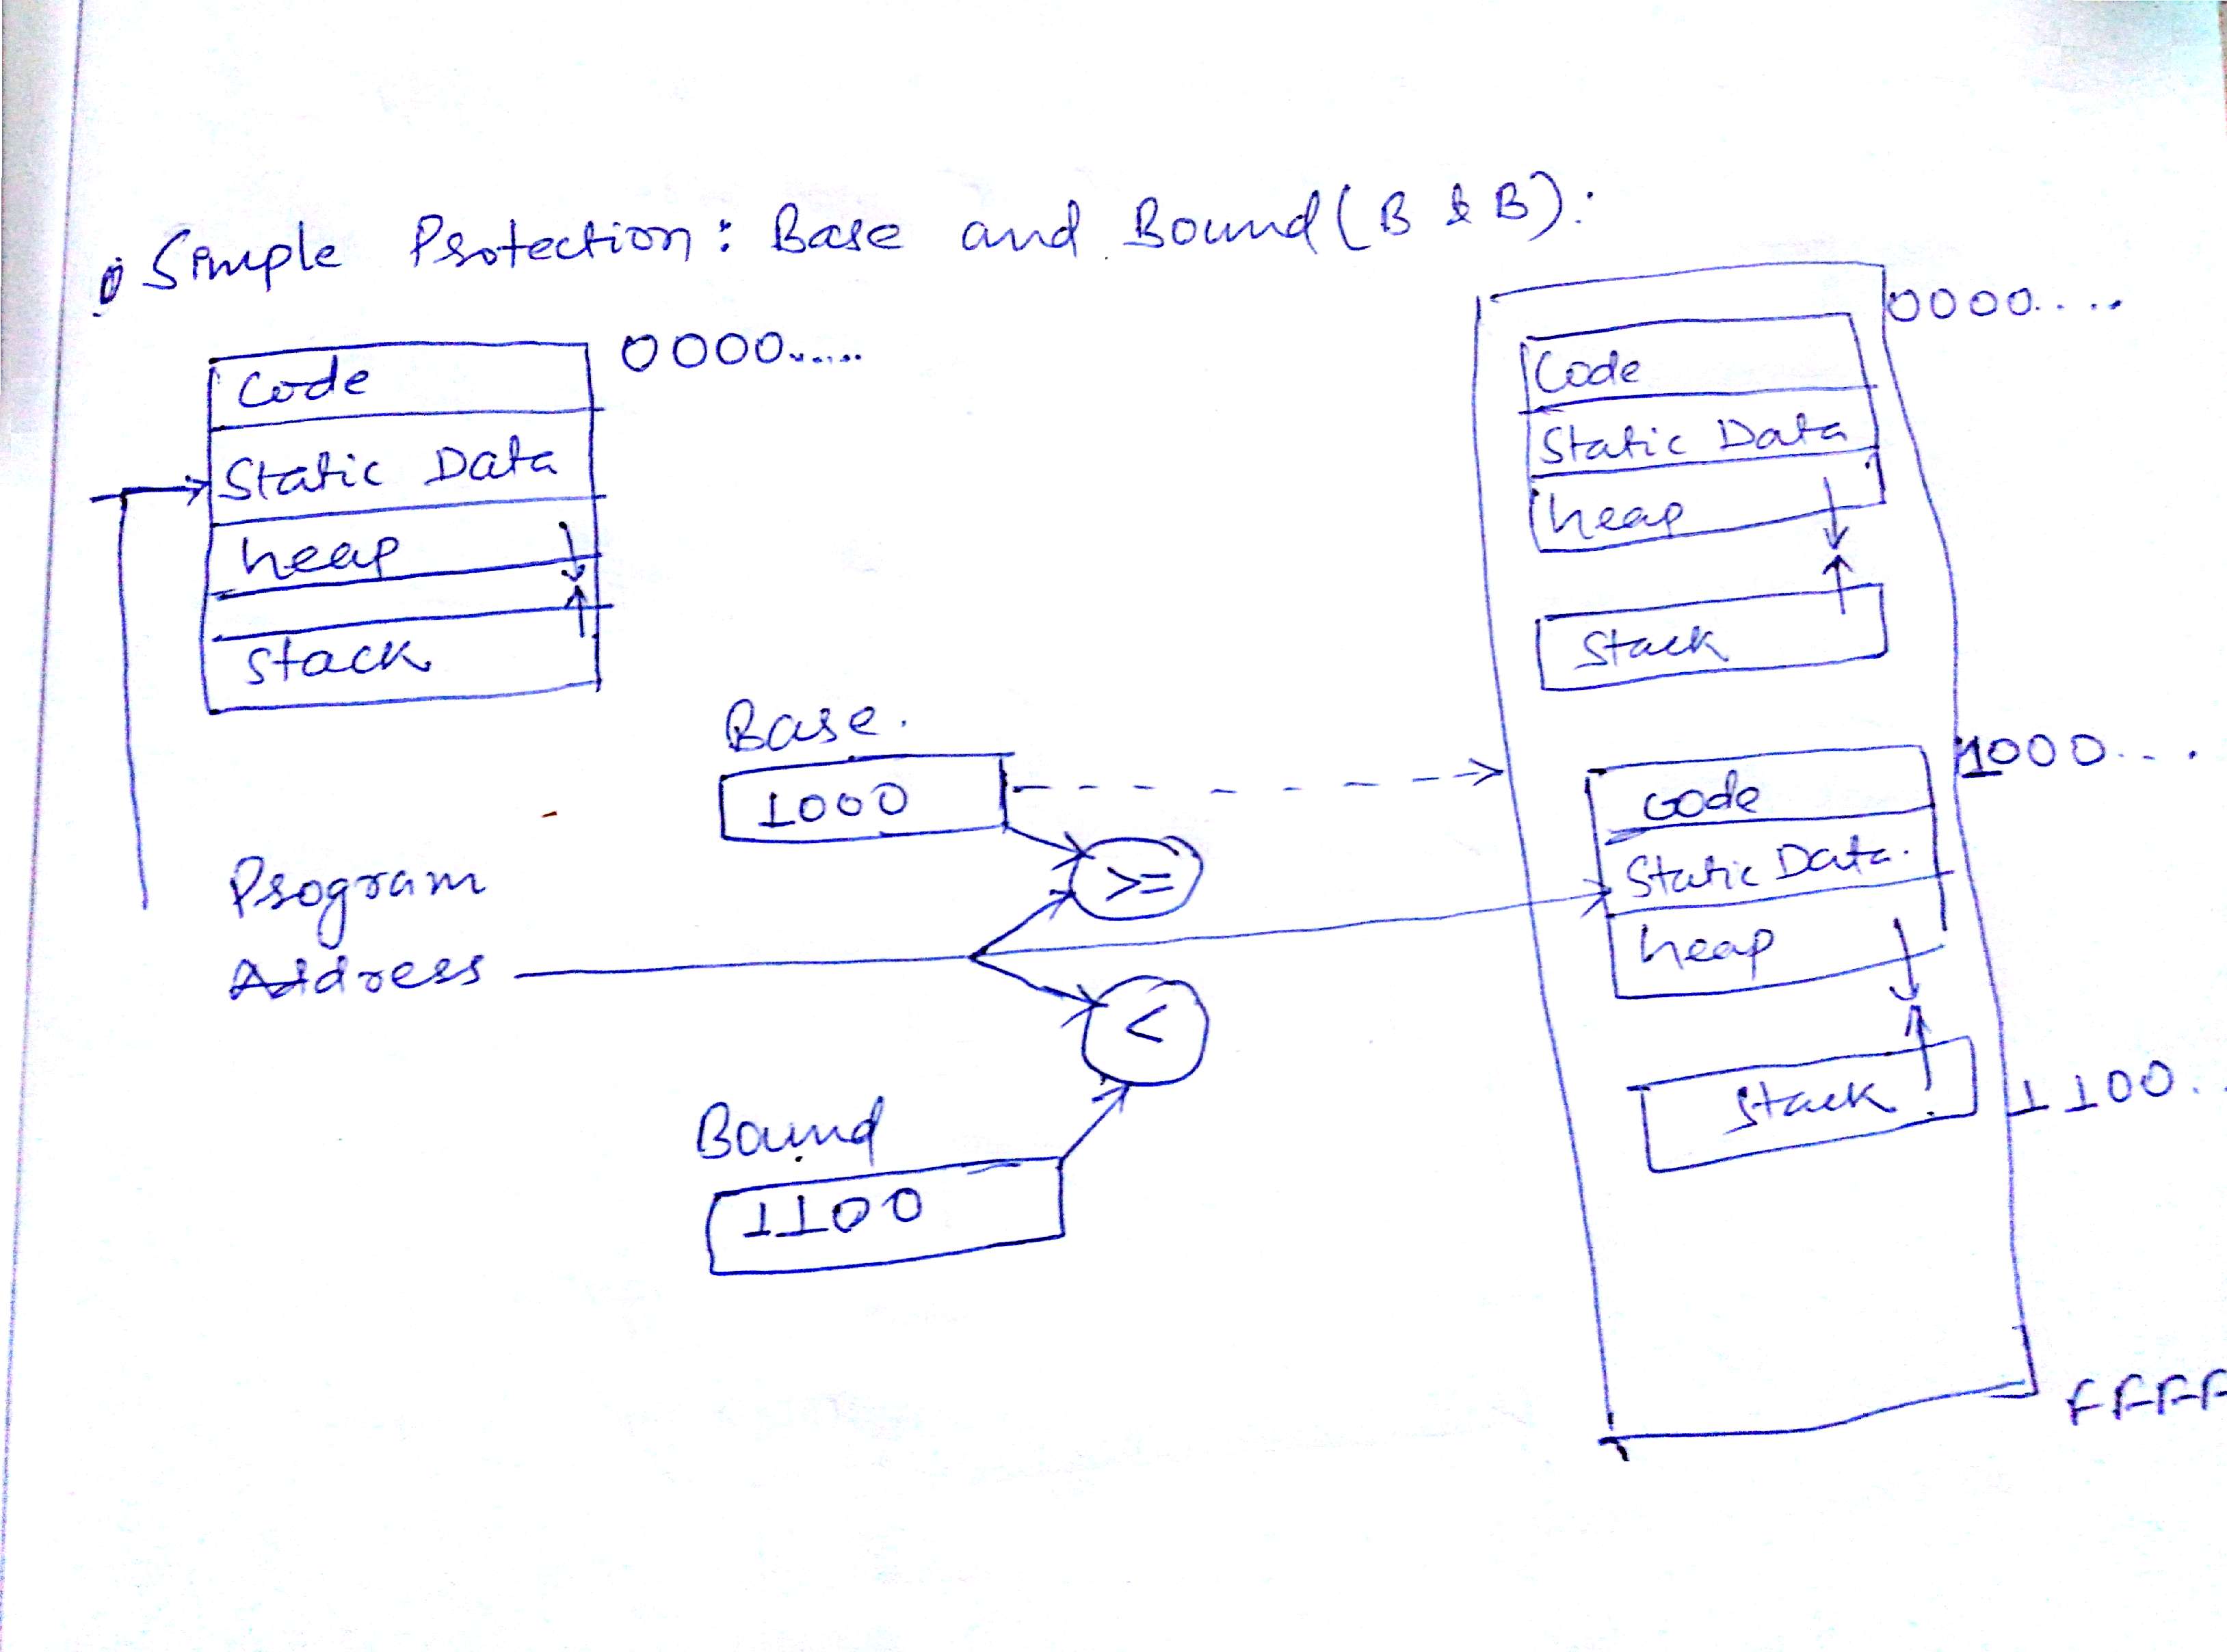 Simple Protection: Base and Bound (B & B):
0000.....
Code
Static Data
heap
Stack
0000....
Code
Static Data
heap
Stack
Base.
1000
1000...
Program
Address
>=
<
Code
Static Data.
heap
Stack
1100..
Bound
1100
FFFF